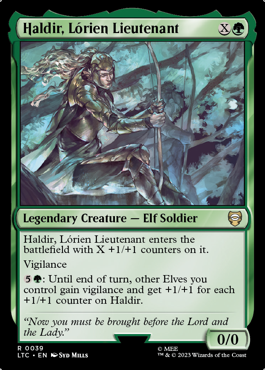 Haldir, Lórien Lieutenant X
Legendary Creature — Elf Soldier
Haldir, Lórien Lieutenant enters the
battlefield with X +1/+1 counters on it.
Vigilance
5: Until end of turn, other Elves you
control gain vigilance and get +1/+1 for each
+1/+1 counter on Haldir.
"Now you must be brought before the Lord and
the Lady."
0/0
R 0039
LTC • EN SYD MILLS
© MEE
™ & © 2023 Wizards of the Coast